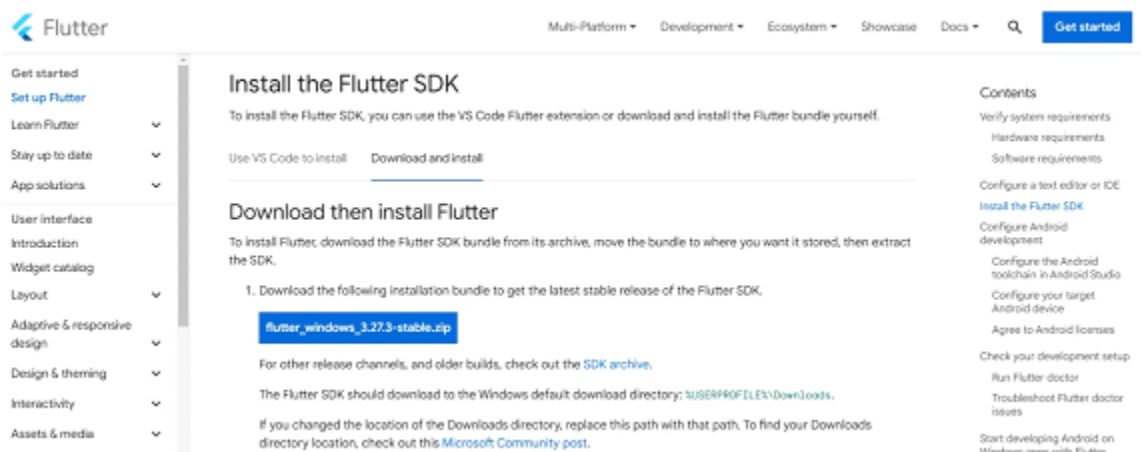 Flutter
Multi-Platform
Development
Ecosystem
Showcase
Docs
Get started
Get started
Set up Flutter
Learn Flutter
Stay up to date
App solutions
User interface
Introduction
Widget catalog
Layout
Adaptive & responsive
design
Design & theming
Interactivity
Assets & media
Install the Flutter SDK
To install the Flutter SDK, you can use the VS Code Flutter extension or download and install the Flutter bundle yourself.
Use VS Code to install
Download and install
Download then install Flutter
To install Flutter, download the Flutter SDK bundle from its archive, move the bundle to where you want it stored, then extract
the SDK.
1. Download the following installation bundle to get the latest stable release of the Flutter SDK.
flutter_windows_3.27.3-stable.zip
For other release channels, and older builds, check out the SDK archive.
The Flutter SDK should download to the Windows default download directory: %USERPROFILE%\Downloads.
If you changed the location of the Downloads directory, replace this path with that path. To find your Downloads
directory location, check out this Microsoft Community post.
Contents
Verify system requirements
Hardware requirements
Software requirements
Configure a text editor or IDE
Install the Flutter SDK
Configure Android
development
Configure the Android
toolchain in Android Studio
Configure your target
Android device
Agree to Android licenses
Check your development setup
Run Flutter doctor
Troubleshoot Flutter doctor
issues
Start developing Android on
Windows apps with Flutter